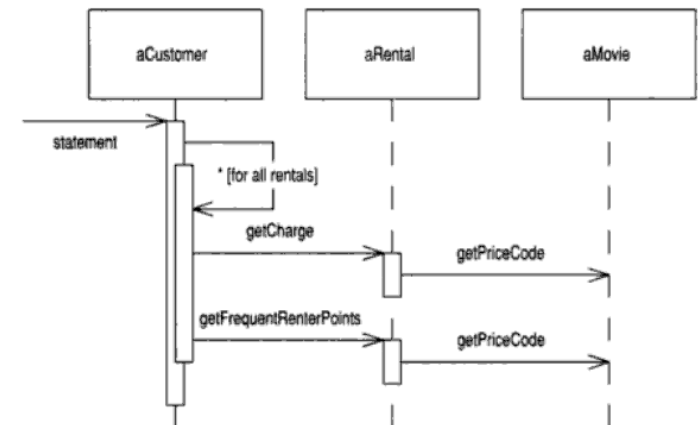 aCustomer
aRental
aMovie
statement
* [for all rentals]
getCharge
getPriceCode
getFrequentRenterPoints
getPriceCode